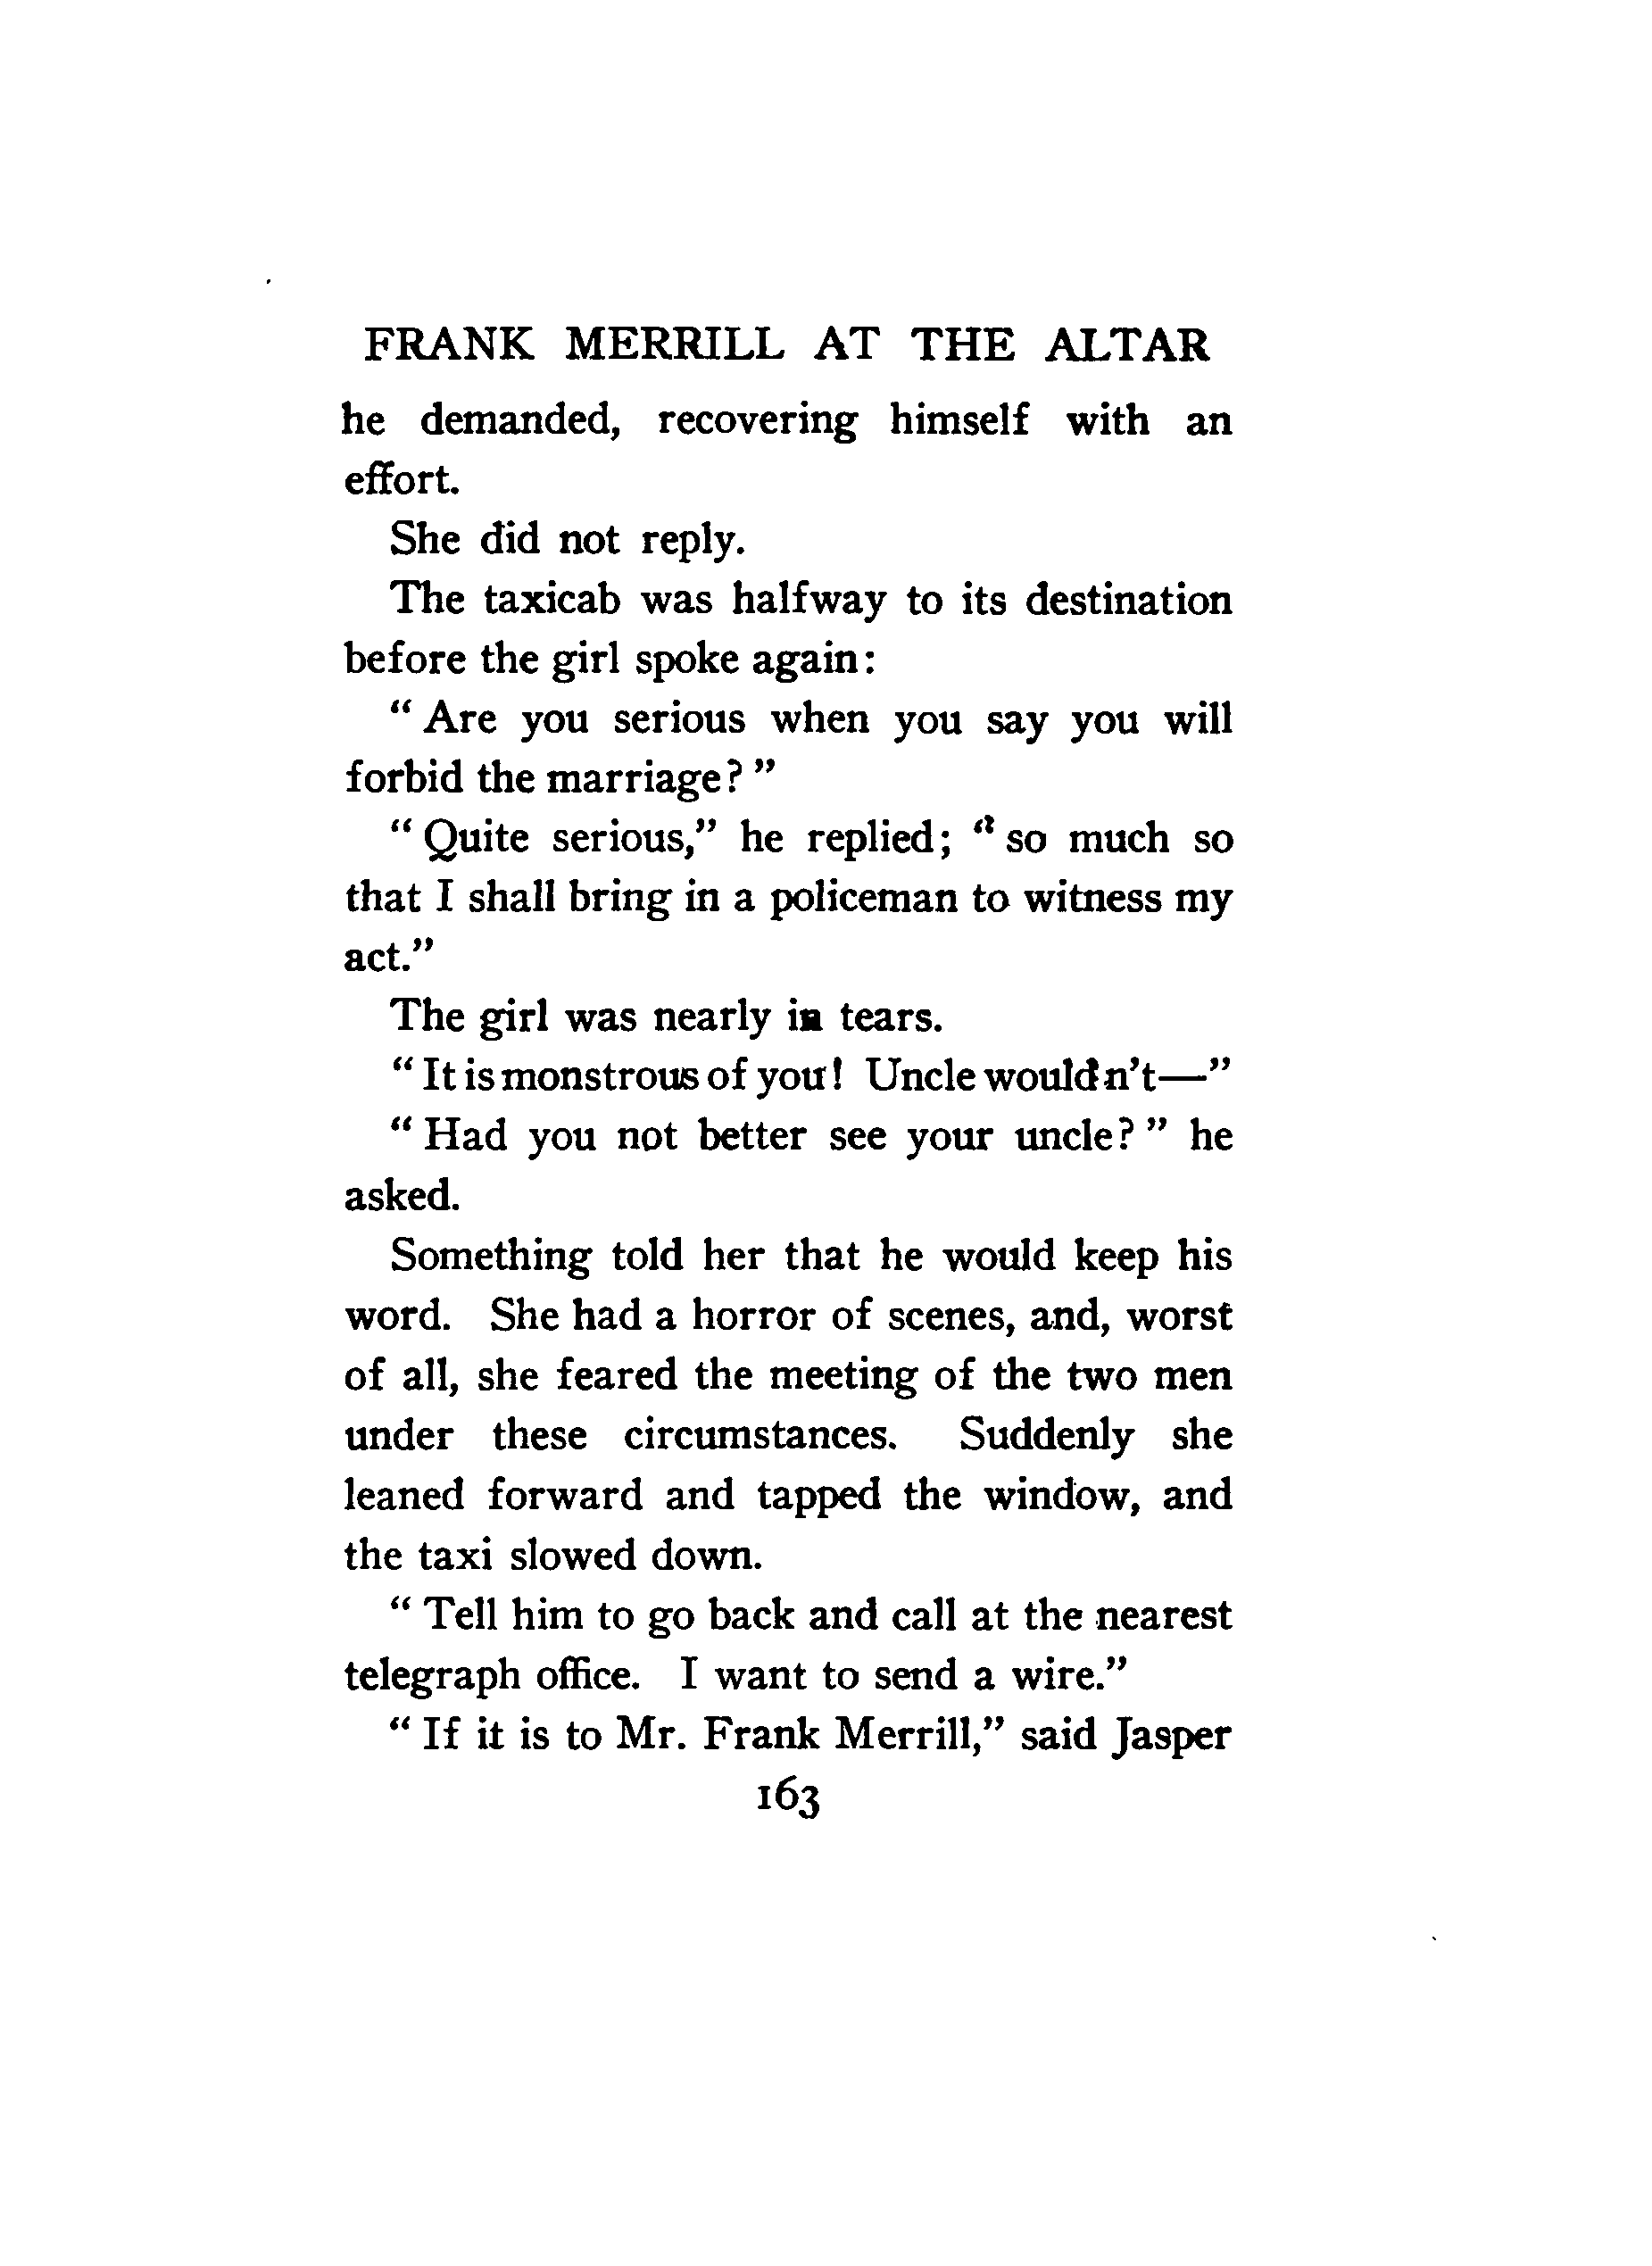 FRANK MERRILL AT THE ALTAR
he demanded, recovering himself with an
effort.
She did not reply.
The taxicab was halfway to its destination
before the girl spoke again:
“ Are you serious when you say you will
forbid the marriage? ”
“ Quite serious,” he replied; “ so much so
that I shall bring in a policeman to witness my
act.”
The girl was nearly in tears.
“ It is monstrous of you! Uncle wouldn’t—”
“ Had you not better see your uncle? ” he
asked.
Something told her that he would keep his
word. She had a horror of scenes, and, worst
of all, she feared the meeting of the two men
under these circumstances. Suddenly she
leaned forward and tapped the window, and
the taxi slowed down.
“ Tell him to go back and call at the nearest
telegraph office. I want to send a wire.”
“ If it is to Mr. Frank Merrill,” said Jasper
163